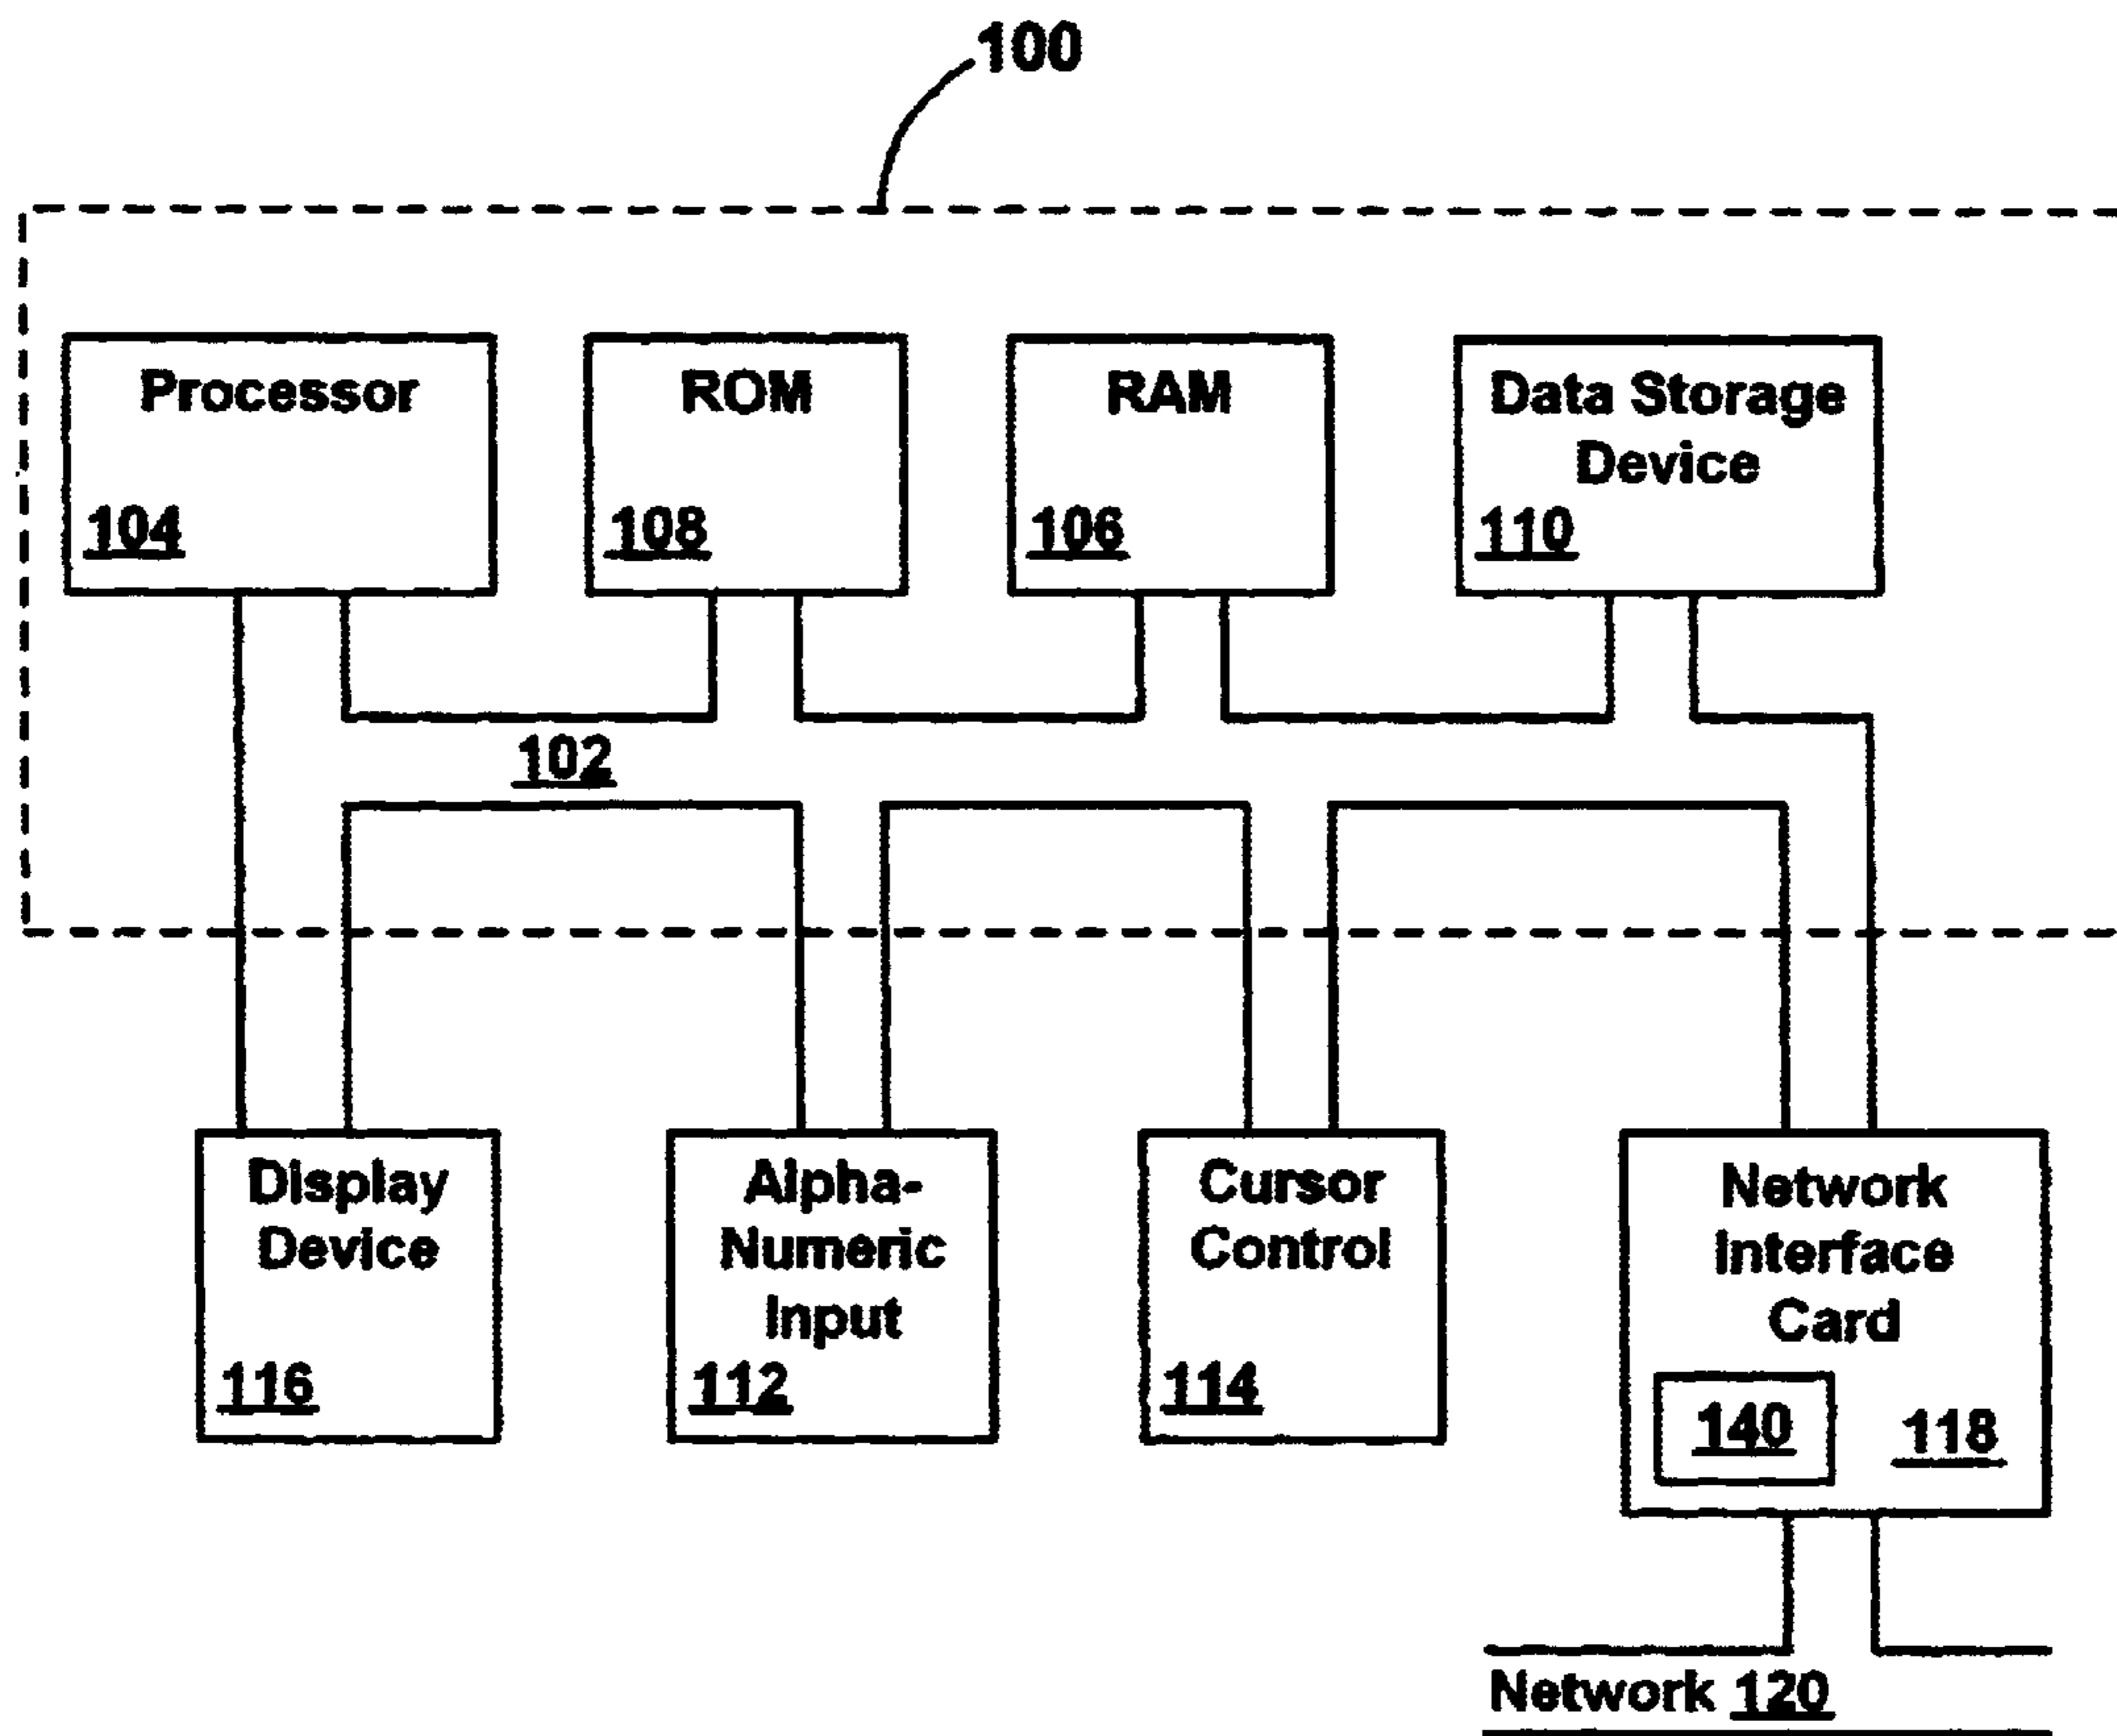 100
Processor
104
ROM
108
RAM
106
Data Storage
Device
110
102
Display
Device
116
Alpha-
Numeric
Input
112
Cursor
Control
114
Network
Interface
Card
140
118
Network 120